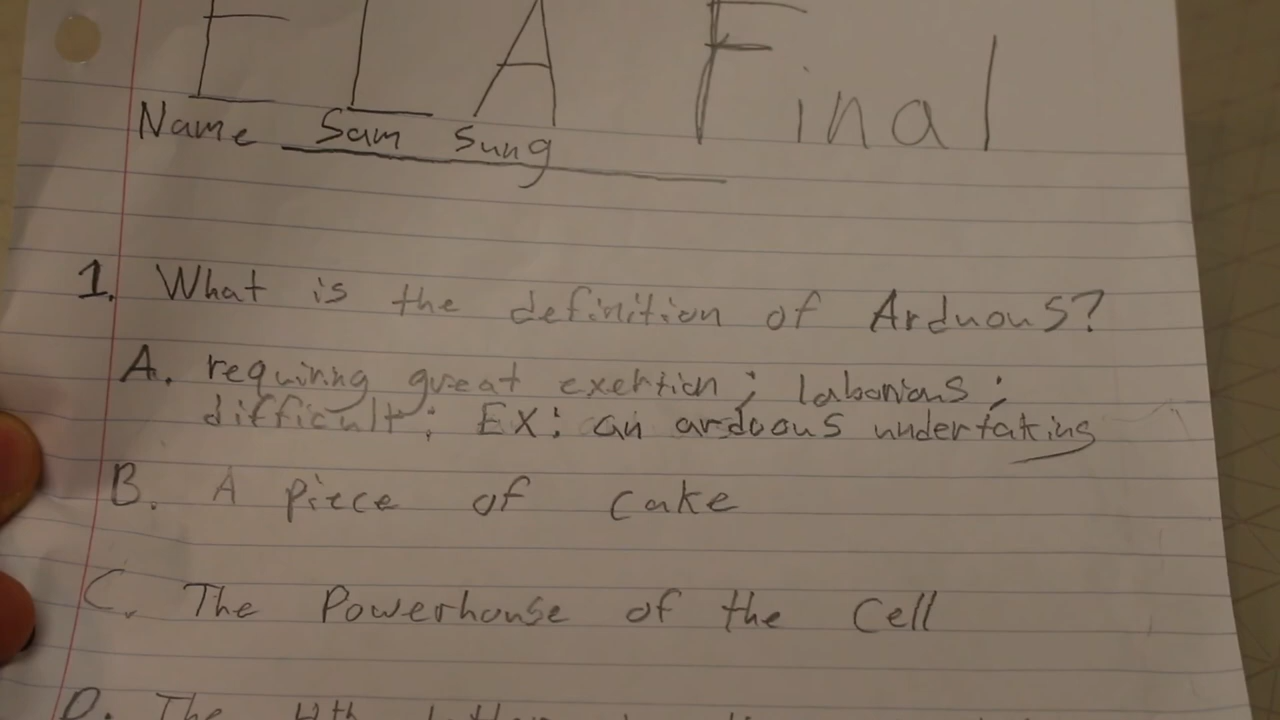 ELA Final
Name Sam Sung
1. What is the definition of Arduous?
A. requiring great exertion; laborious;
difficult: EX: an arduous undertaking
B. A Piece of Cake
C. The Powerhouse of the Cell
D. The